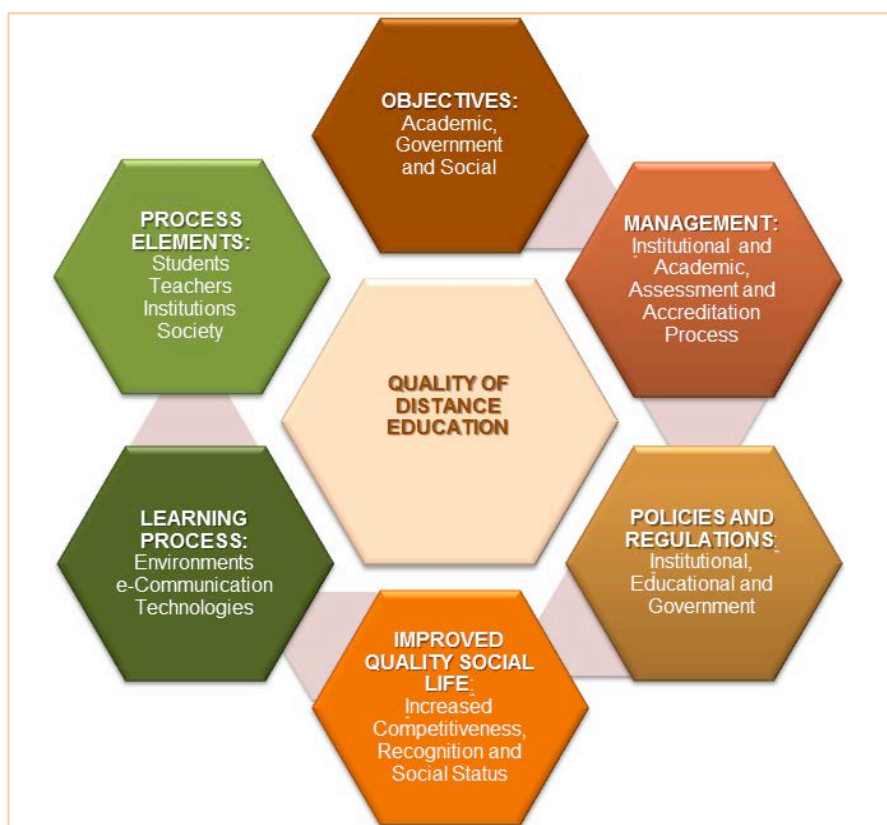 OBJECTIVES:
Academic,
Government
and Social
MANAGEMENT:
Institutional and
Academic,
Assessment and
Accreditation
Process
POLICIES AND
REGULATIONS:
Institutional,
Educational and
Government
IMPROVED
QUALITY SOCIAL
LIFE:
Increased
Competitiveness,
Recognition and
Social Status
LEARNING
PROCESS:
Environments
e-Communication
Technologies
PROCESS
ELEMENTS:
Students
Teachers
Institutions
Society
QUALITY OF
DISTANCE
EDUCATION